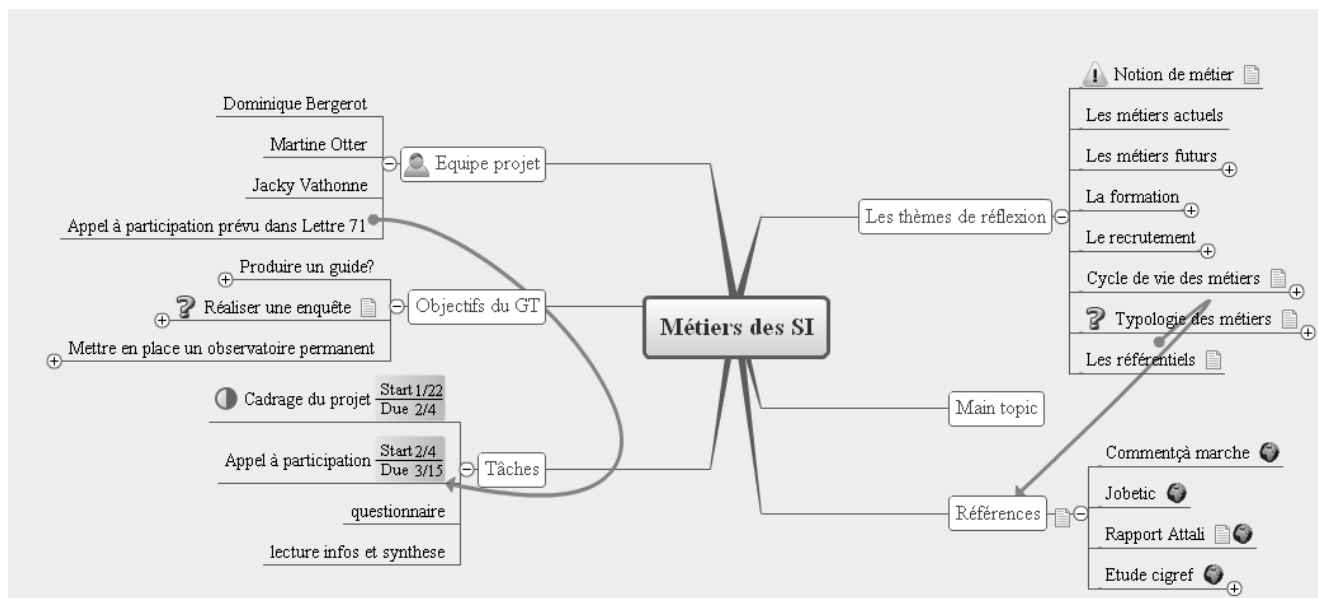 Métiers des SI
Equipe projet
Dominique Bergerot
Martine Otter
Jacky Vathonne
Appel à participation prévu dans Lettre 71
Objectifs du GT
Produire un guide?
Réaliser une enquête
Mettre en place un observatoire permanent
Tâches
Cadrage du projet
Start 1/22
Due 2/4
Appel à participation
Start 2/4
Due 3/15
questionnaire
lecture infos et synthese
Les thèmes de réflexion
Notion de métier
Les métiers actuels
Les métiers futurs
La formation
Le recrutement
Cycle de vie des métiers
Typologie des métiers
Les référentiels
Main topic
Références
Commentçà marche
Jobetic
Rapport Attali
Etude cigref